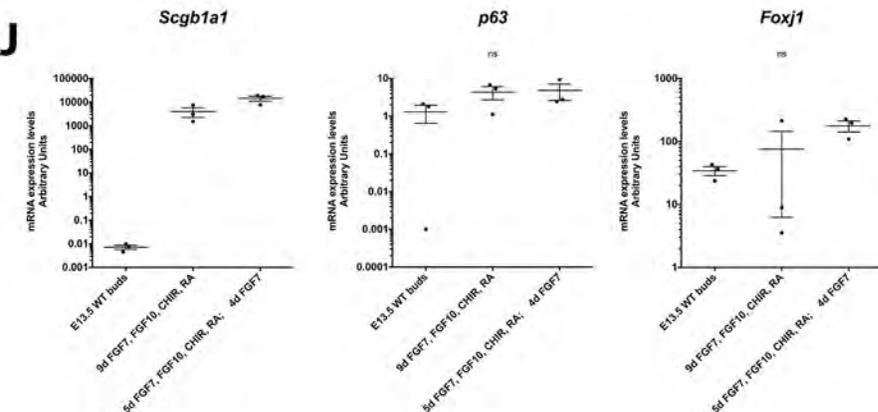 J
Scgb1a1
mRNA expression levels
Arbitrary Units
100000
10000
1000
100
10
1
0.1
0.01
0.001
E13.5 WT buds
9d FGF7, FGF10, CHIR, RA
5d FGF7, FGF10, CHIR, RA; 4d FGF7
p63
ns
mRNA expression levels
Arbitrary Units
10
1
0.1
0.01
0.001
0.0001
E13.5 WT buds
9d FGF7, FGF10, CHIR, RA
5d FGF7, FGF10, CHIR, RA; 4d FGF7
Foxj1
ns
mRNA expression levels
Arbitrary Units
1000
100
10
1
E13.5 WT buds
9d FGF7, FGF10, CHIR, RA
5d FGF7, FGF10, CHIR, RA; 4d FGF7